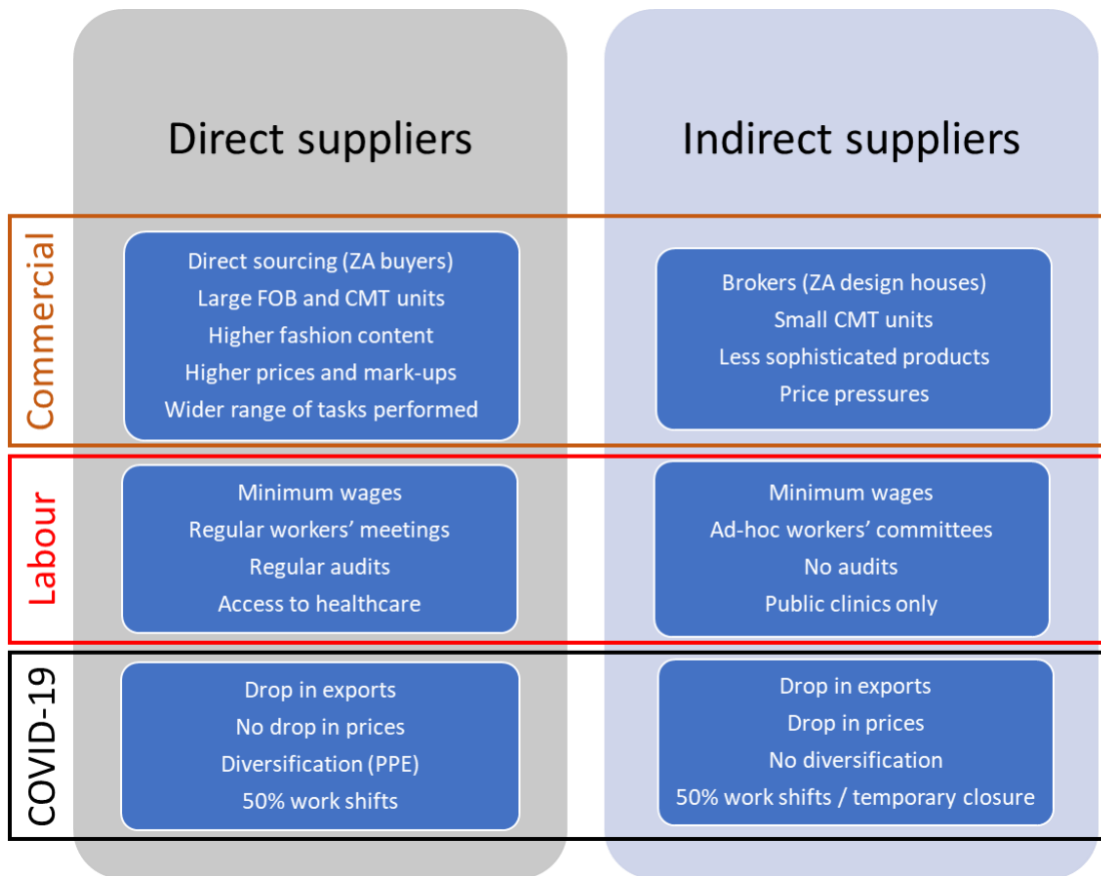 Direct suppliers
Indirect suppliers
Commercial
Direct sourcing (ZA buyers)
Large FOB and CMT units
Higher fashion content
Higher prices and mark-ups
Wider range of tasks performed
Brokers (ZA design houses)
Small CMT units
Less sophisticated products
Price pressures
Labour
Minimum wages
Regular workers’ meetings
Regular audits
Access to healthcare
Minimum wages
Ad-hoc workers’ committees
No audits
Public clinics only
COVID-19
Drop in exports
No drop in prices
Diversification (PPE)
50% work shifts
Drop in exports
Drop in prices
No diversification
50% work shifts / temporary closure